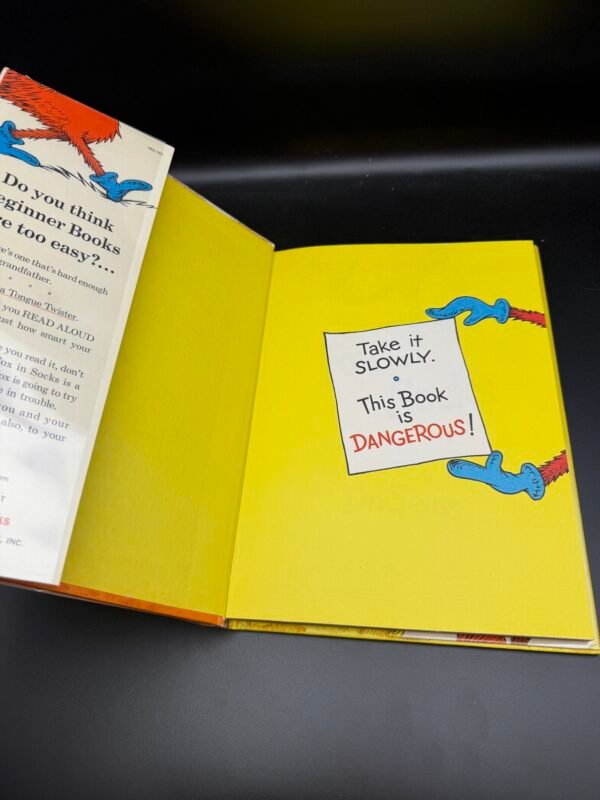 Do you think
eginner Books
e too easy?...
e's one that's hard enough
grandfather.
a Tongue Twister.
you READ ALOUD
ust how smart your
you read it, don't
ox in Socks is a
ox is going to try
in trouble.
ou and your
also, to your
INC.
Take it
SLOWLY.
This Book
is
DANGEROUS!